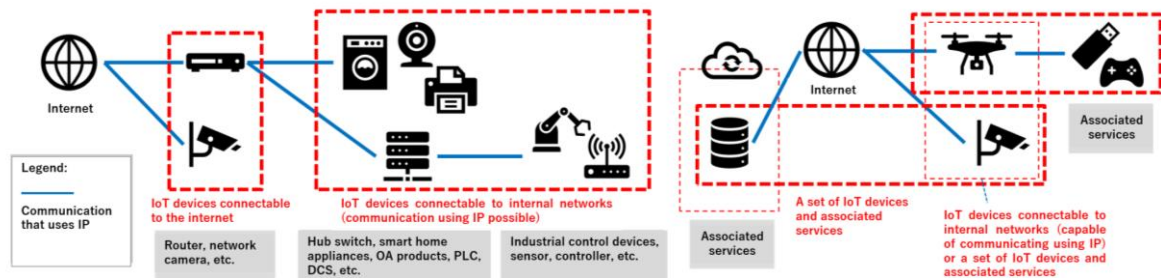 Internet
Legend:
Communication
that uses IP
IoT devices connectable
to the internet
Router, network
camera, etc.
IoT devices connectable to internal networks
(communication using IP possible)
Hub switch, smart home
appliances, OA products, PLC,
DCS, etc.
Industrial control devices,
sensor, controller, etc.
Internet
Associated
services
A set of IoT devices
and associated
services
Associated
services
IoT devices connectable to
internal networks (capable
of communicating using IP)
or a set of IoT devices and
associated services